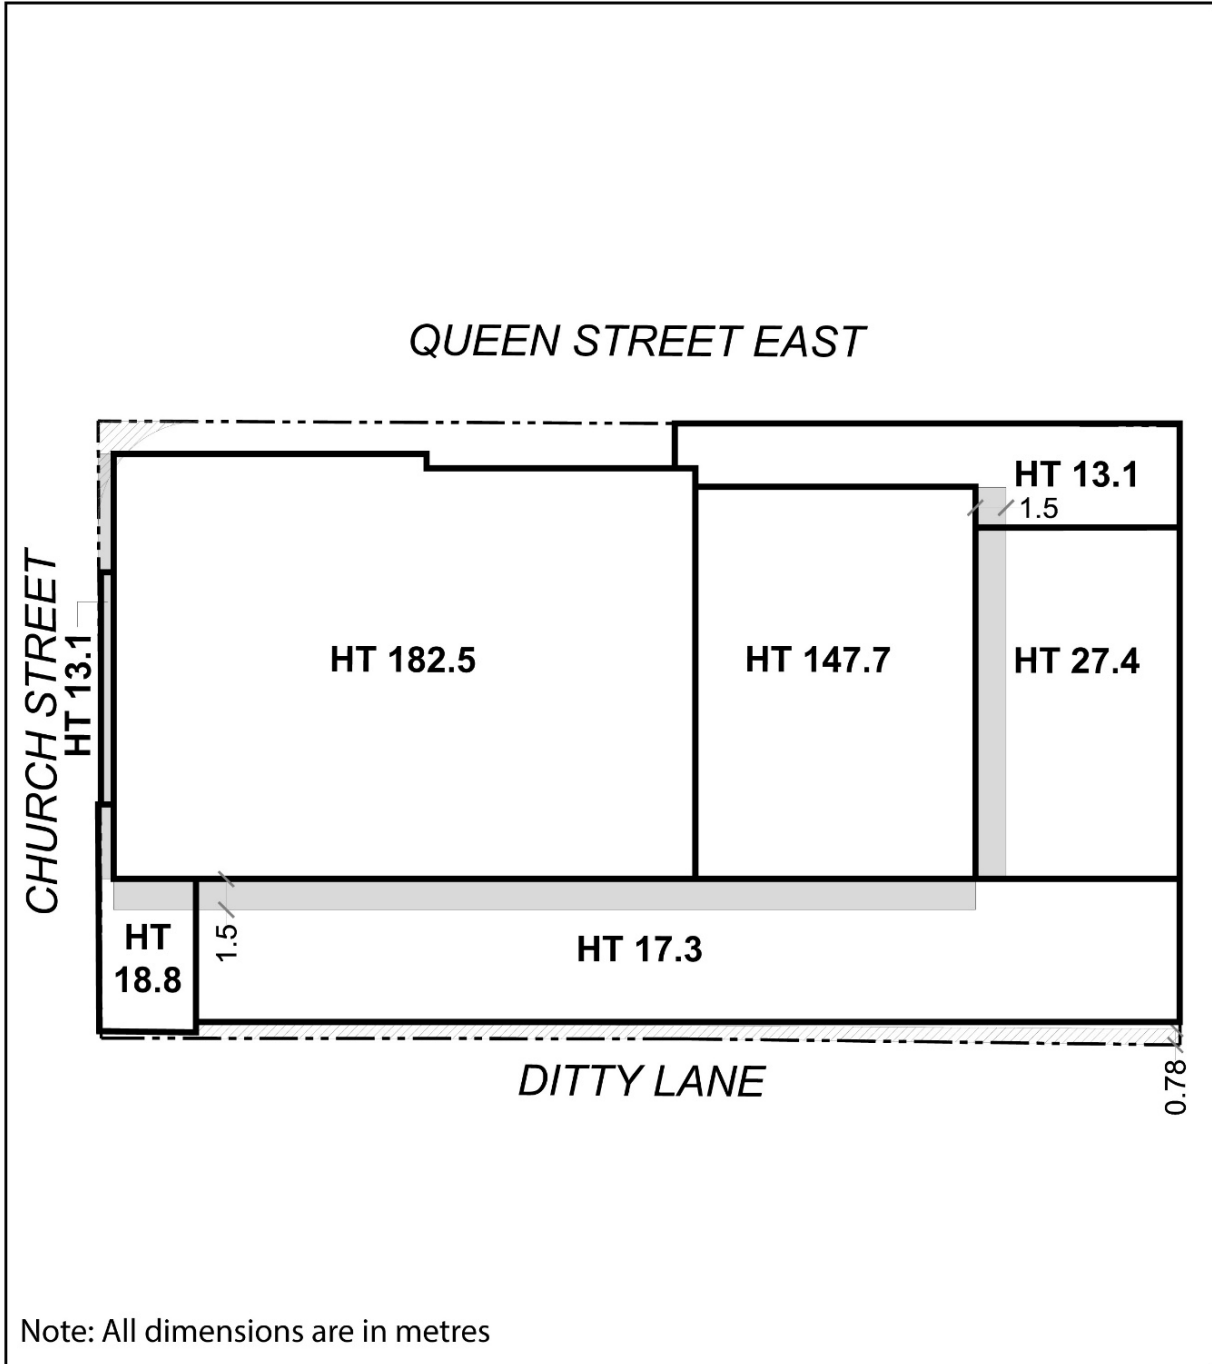 QUEEN STREET EAST
HT 13.1
1.5
CHURCH STREET
HT 13.1
HT 182.5
HT 147.7
HT 27.4
HT
18.8
1.5
HT 17.3
DITTY LANE
0.78
Note: All dimensions are in metres